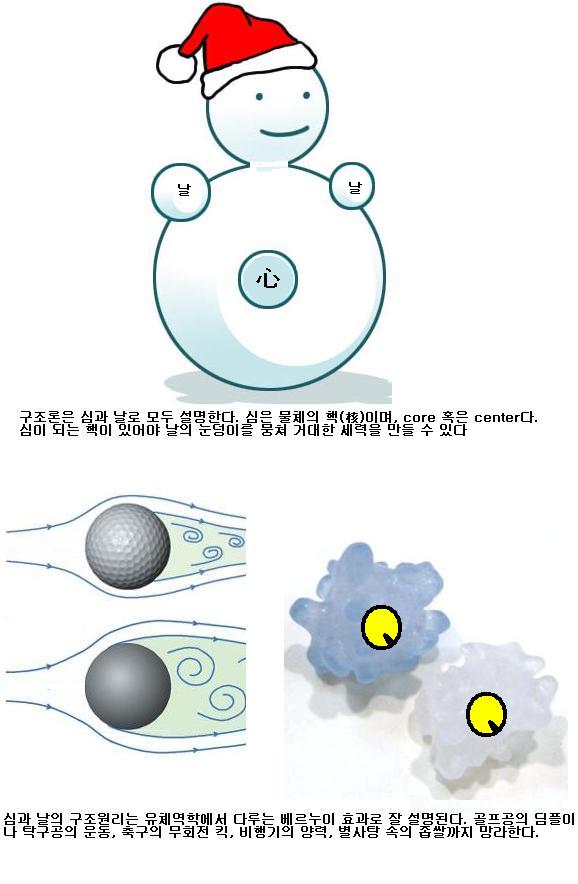 날
날
心
구조론은 심과 날로 모두 설명한다. 심은 물체의 핵(核)이며, core 혹은 center다.
심이 되는 핵이 있어야 날의 눈덩이를 뭉쳐 거대한 세력을 만들 수 있다
심과 날의 구조원리는 유체역학에서 다루는 베르누이 효과로 잘 설명된다. 골프공의 딤플이
나 탁구공의 운동, 축구의 무회전 킥, 비행기의 양력, 별사탕 속의 좁쌀까지 망라한다.